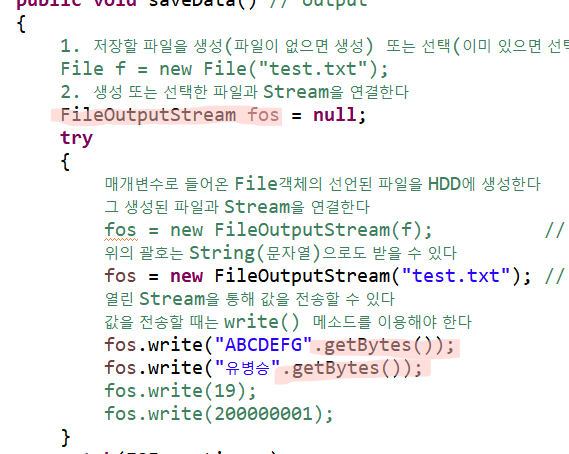 public void saveData() // output
{
1. 저장할 파일을 생성(파일이 없으면 생성) 또는 선택(이미 있으면 선택
File f = new File("test.txt");
2. 생성 또는 선택한 파일과 Stream을 연결한다
FileOutputStream fos = null;
try
{
매개변수로 들어온 File객체의 선언된 파일을 HDD에 생성한다
그 생성된 파일과 Stream을 연결한다
fos = new FileOutputStream(f); //
위의 괄호는 String(문자열)으로도 받을 수 있다
fos = new FileOutputStream("test.txt"); //
열린 Stream을 통해 값을 전송할 수 있다
값을 전송할 때는 write() 메소드를 이용해야 한다
fos.write("ABCDEFG".getBytes());
fos.write("유병승".getBytes());
fos.write(19);
fos.write(200000001);
}